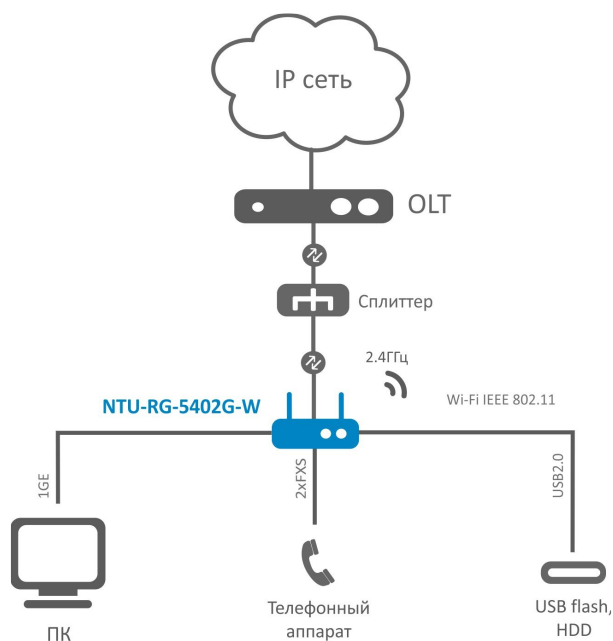 IP сеть
OLT
Сплиттер
2.4ГГц
NTU-RG-5402G-W
Wi-Fi IEEE 802.11
1GE
2xFXS
USB2.0
ПК
Телефонный
аппарат
USB flash,
HDD